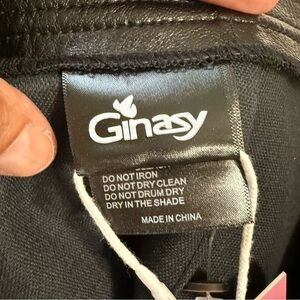 Ginasy
DO NOT IRON
DO NOT DRY CLEAN
DO NOT DRUM DRY
DRY IN THE SHADE
MADE IN CHINA